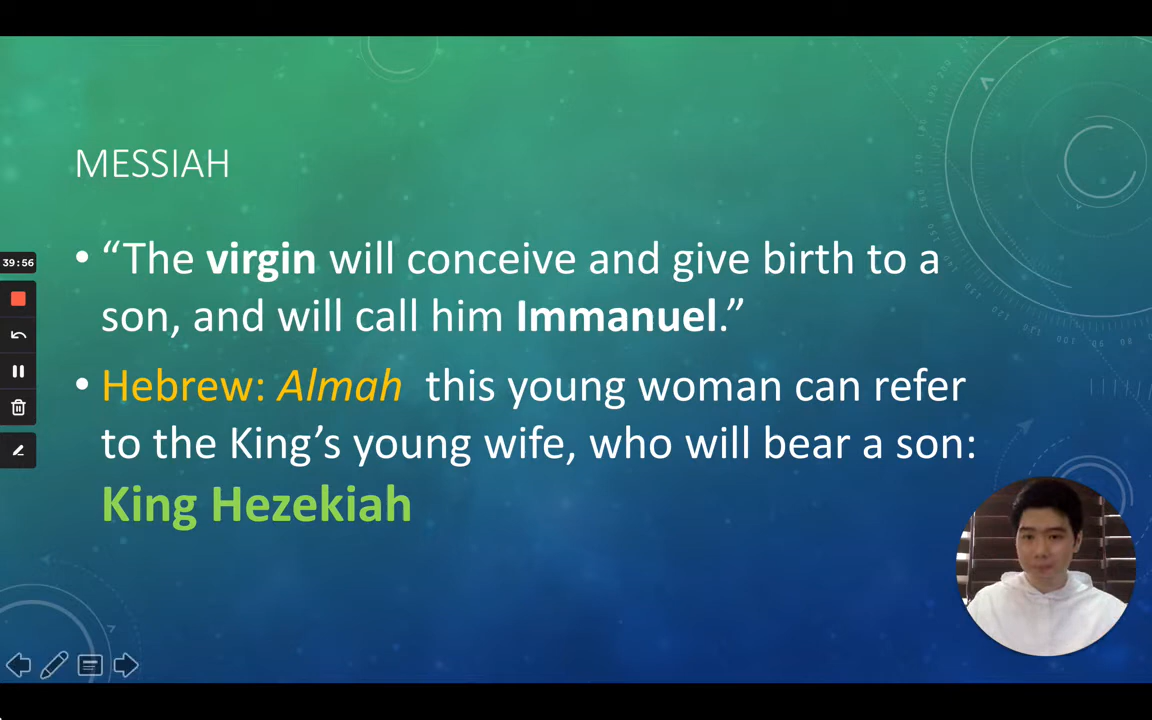 MESSIAH
• “The virgin will conceive and give birth to a
son, and will call him Immanuel.”
• Hebrew: Almah this young woman can refer
to the King’s young wife, who will bear a son:
King Hezekiah
39:56